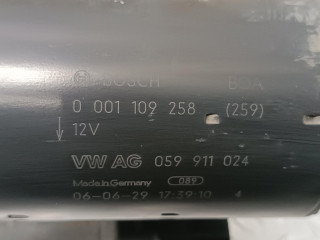 BOSCH
0 001 109 258 (259)
12V
VW AG 059 911 024
Made in Germany 089
06-06-29 17:39:10 4